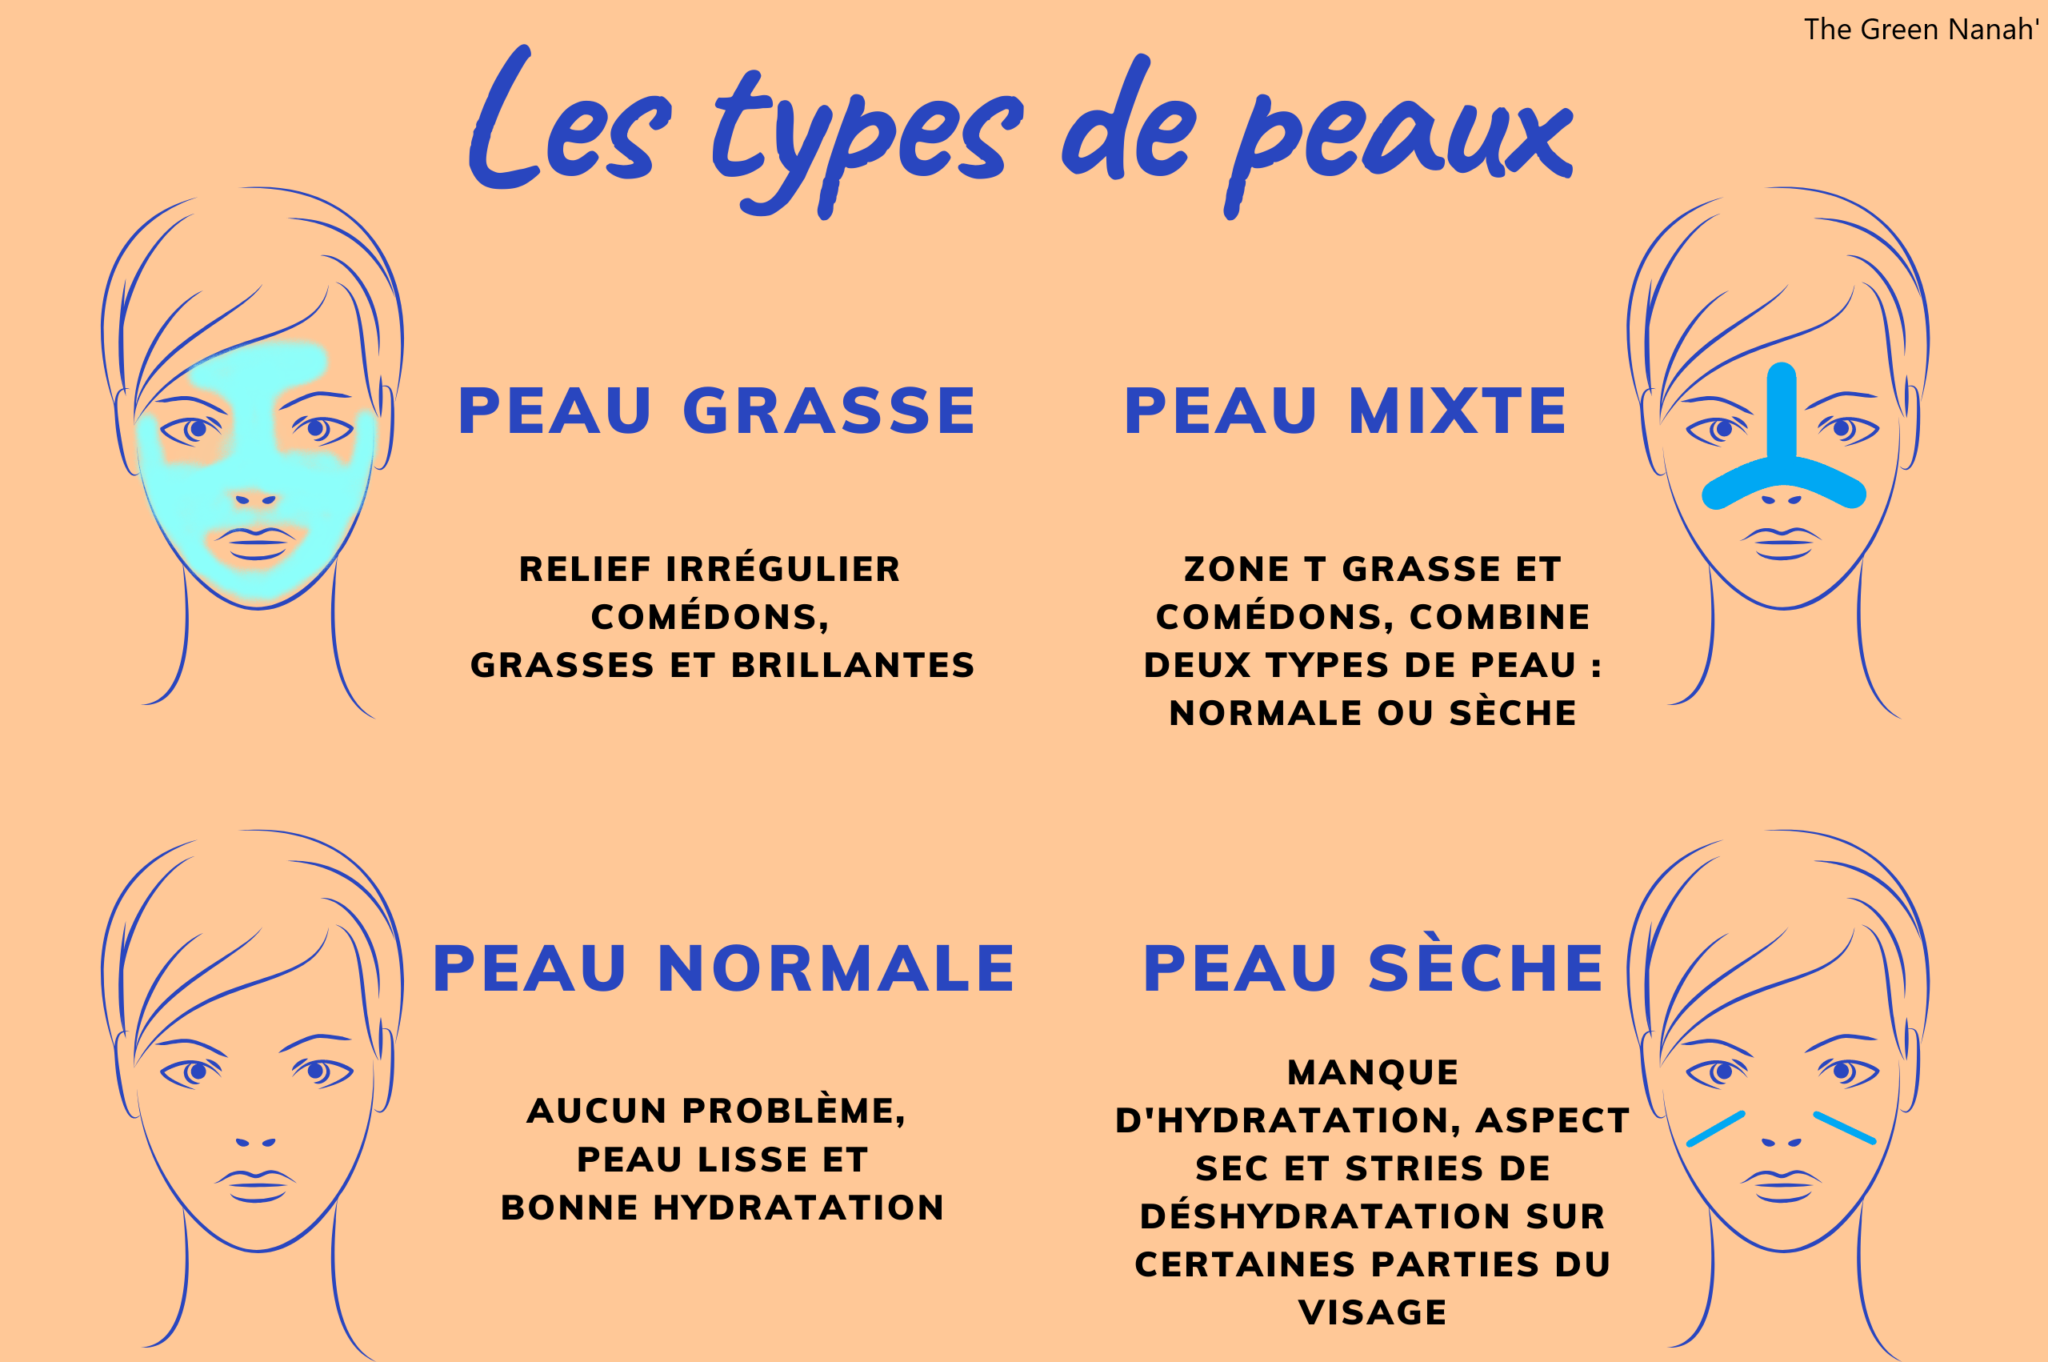 The Green Nanah'
Les types de peaux
PEAU GRASSE
RELIEF IRRÉGULIER
COMÉDONS,
GRASSES ET BRILLANTES
PEAU MIXTE
ZONE T GRASSE ET
COMÉDONS, COMBINE
DEUX TYPES DE PEAU :
NORMALE OU SÈCHE
PEAU NORMALE
AUCUN PROBLÈME,
PEAU LISSE ET
BONNE HYDRATATION
PEAU SÈCHE
MANQUE
D'HYDRATATION, ASPECT
SEC ET STRIES DE
DÉSHYDRATATION SUR
CERTAINES PARTIES DU
VISAGE